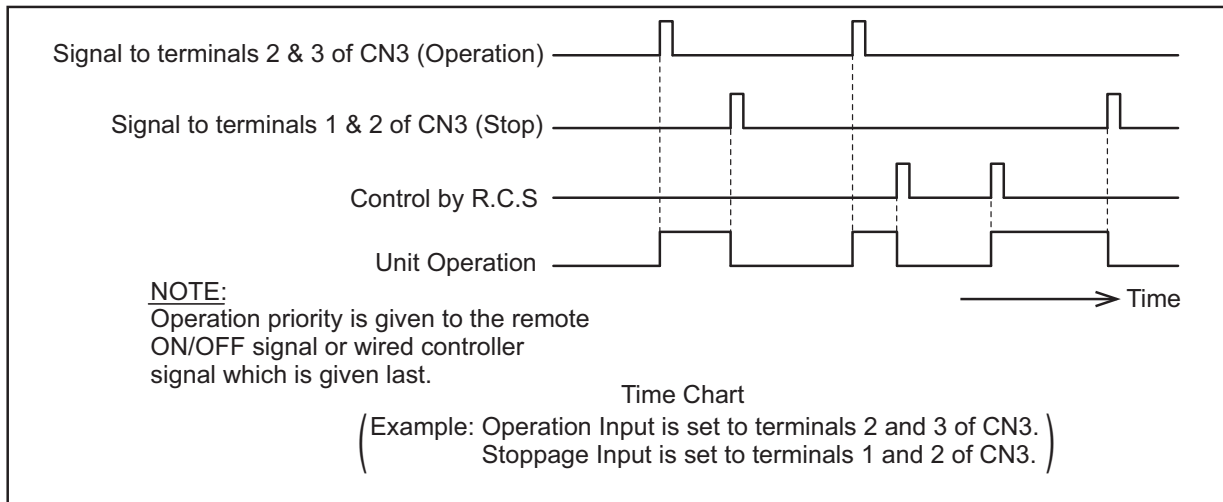 Signal to terminals 2 & 3 of CN3 (Operation)
Signal to terminals 1 & 2 of CN3 (Stop)
Control by R.C.S
Unit Operation
Time
NOTE:
Operation priority is given to the remote
ON/OFF signal or wired controller
signal which is given last.
Time Chart
(Example: Operation Input is set to terminals 2 and 3 of CN3.
Stoppage Input is set to terminals 1 and 2 of CN3.)